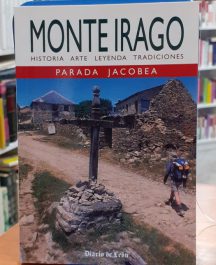 MONTE IRAGO
HISTORIA ARTE LEYENDA TRADICIONES
PARADA JACOBEA
Diario de León